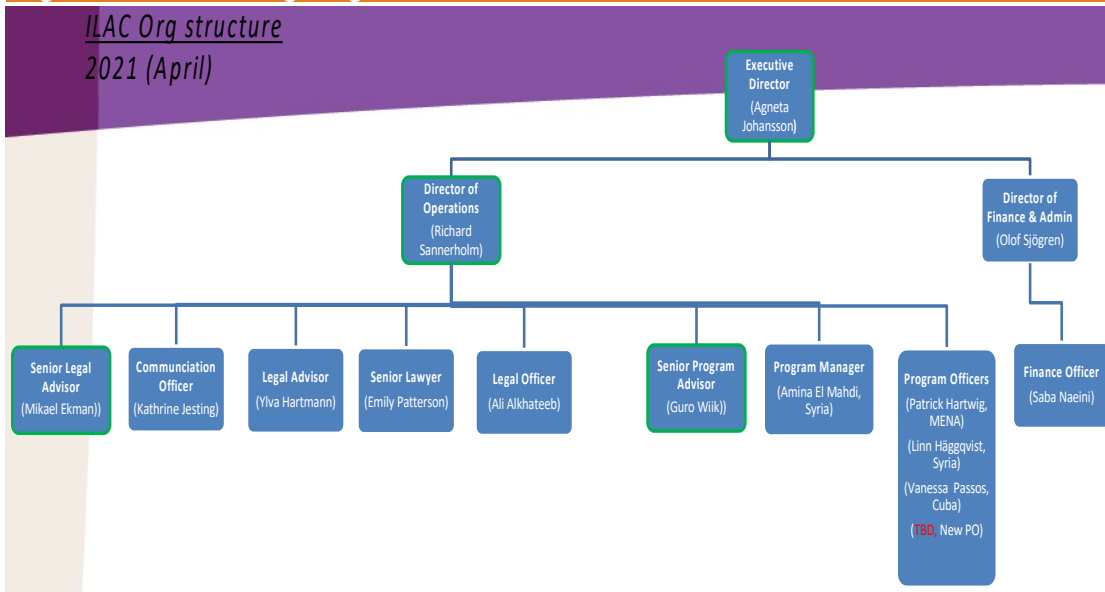 ILAC Org structure
2021 (April)
Executive
Director
(Agneta
Johansson)
Director of
Operations
(Richard
Sannerholm)
Director of
Finance & Admin
(Olof Sjögren)
Senior Legal
Advisor
(Mikael Ekman))
Communciation
Officer
(Kathrine Jesting)
Legal Advisor
(Ylva Hartmann)
Senior Lawyer
(Emily Patterson)
Legal Officer
(Ali Alkhateeb)
Senior Program
Advisor
(Guro Wiik))
Program Manager
(Amina El Mahdi,
Syria)
Program Officers
(Patrick Hartwig,
MENA)
(Linn Häggqvist,
Syria)
(Vanessa Passos,
Cuba)
(TBD, New PO)
Finance Officer
(Saba Naeini)